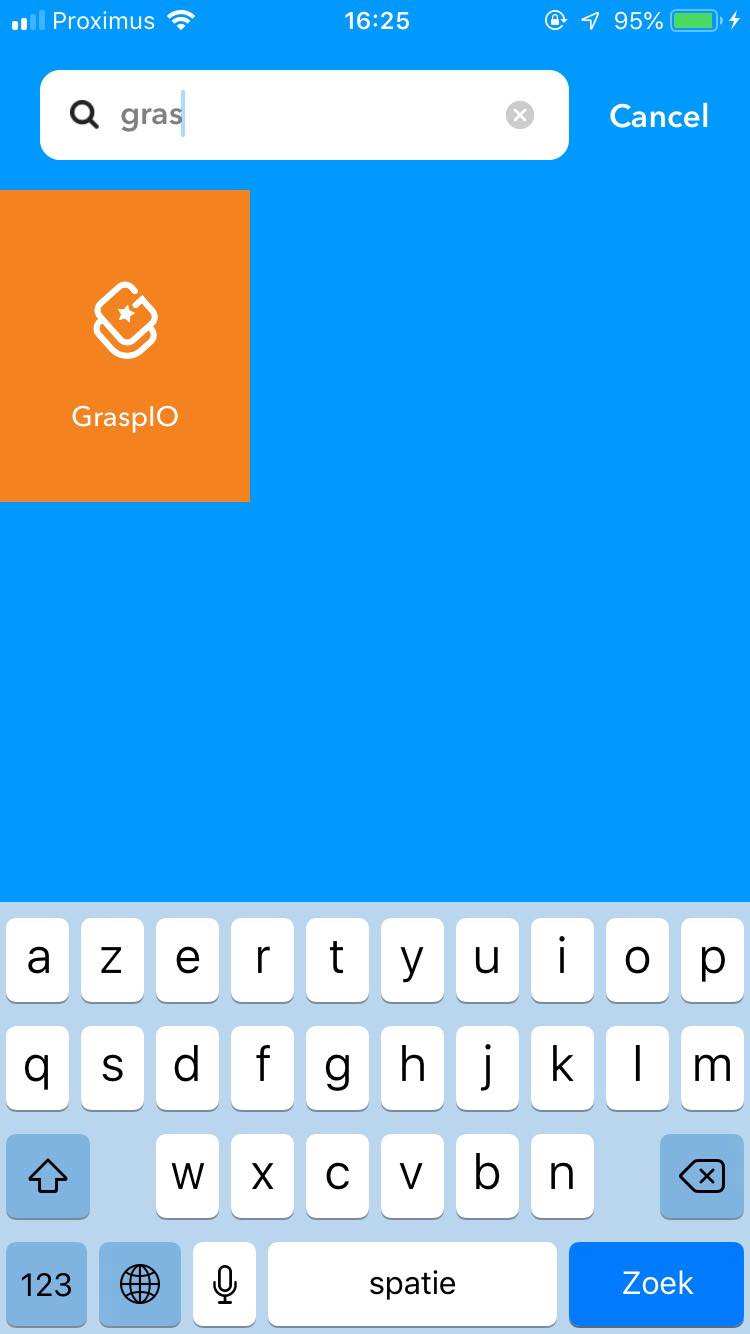 Proximus 16:25 95%
gras Cancel
GraspIO
a z e r t y u i o p
q s d f g h j k l m
w x c v b n
123 spatie Zoek